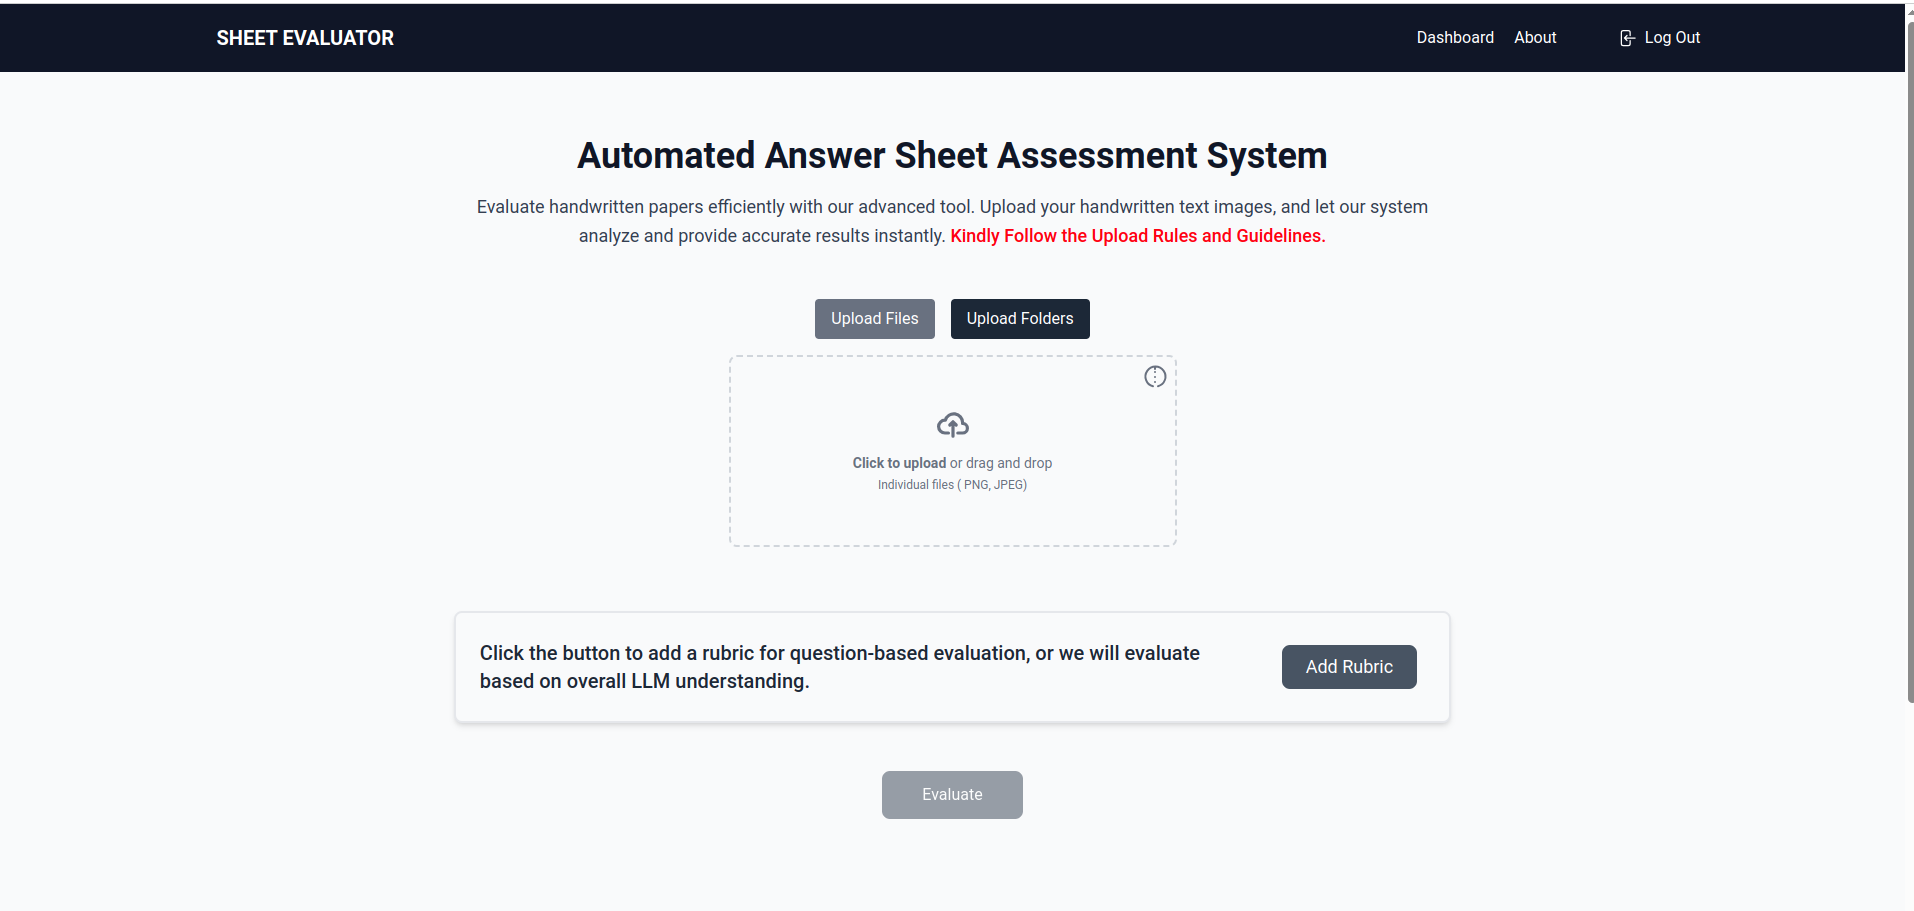 SHEET EVALUATOR
Dashboard
About
Log Out
Automated Answer Sheet Assessment System
Evaluate handwritten papers efficiently with our advanced tool. Upload your handwritten text images, and let our system
analyze and provide accurate results instantly. Kindly Follow the Upload Rules and Guidelines.
Upload Files
Upload Folders
Click to upload or drag and drop
Individual files ( PNG, JPEG)
Click the button to add a rubric for question-based evaluation, or we will evaluate
based on overall LLM understanding.
Add Rubric
Evaluate